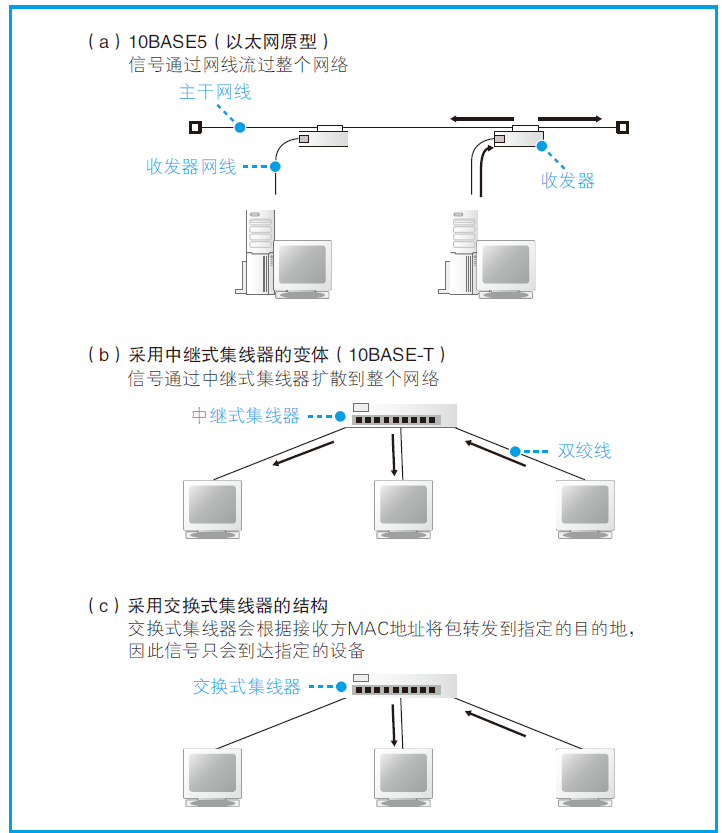 （a）10BASE5（以太网原型）
信号通过网线流过整个网络
主干网线
收发器网线
收发器
（b）采用中继式集线器的变体（10BASE-T）
信号通过中继式集线器扩散到整个网络
中继式集线器
双绞线
（c）采用交换式集线器的结构
交换式集线器会根据接收方MAC地址将包转发到指定的目的地，
因此信号只会到达指定的设备
交换式集线器